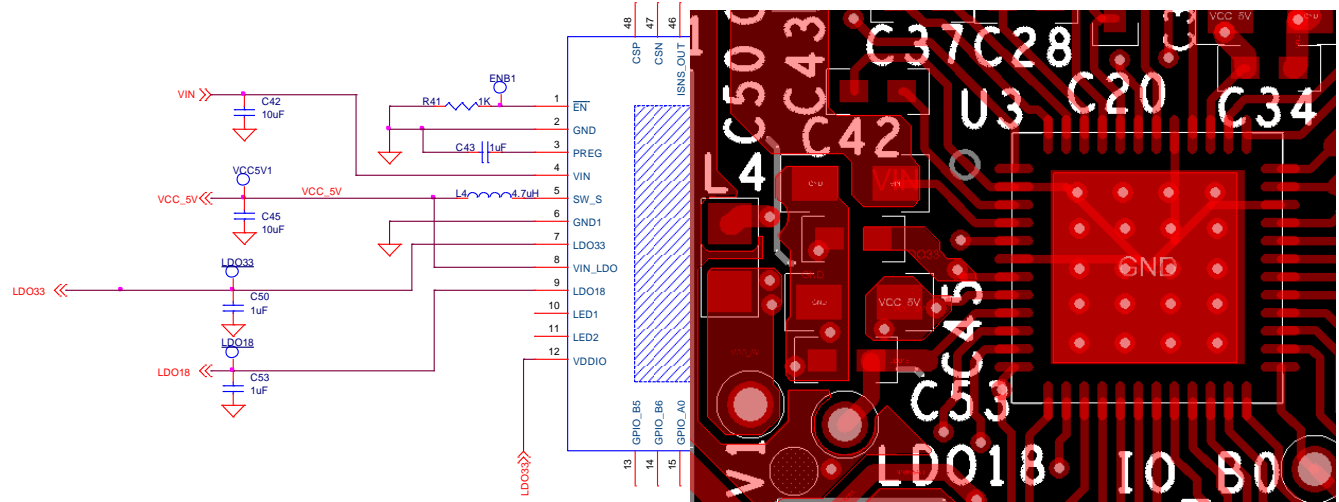 48
47
46
CSP
CSN
ISNS_OUT
ENB1
VIN
C42
10uF
R41
1K
1
EN
2
GND
C43
1uF
3
PREG
4
VIN
VCC5V1
VCC_5V
VCC_5V
L4
4.7uH
5
SW_S
C45
10uF
6
GND1
7
LDO33
LDO33
8
VIN_LDO
LDO33
9
LDO18
C50
1uF
10
LED1
LDO18
11
LED2
LDO18
12
VDDIO
C53
1uF
GPIO_B5
GPIO_B6
GPIO_A0
13
14
15
LDO33
C50
C43
C37
C28
VCC_5V
C20
U3
C34
C42
L4
VIN
GND
VCC_5V
C45
C53
LDO18
IO_B0